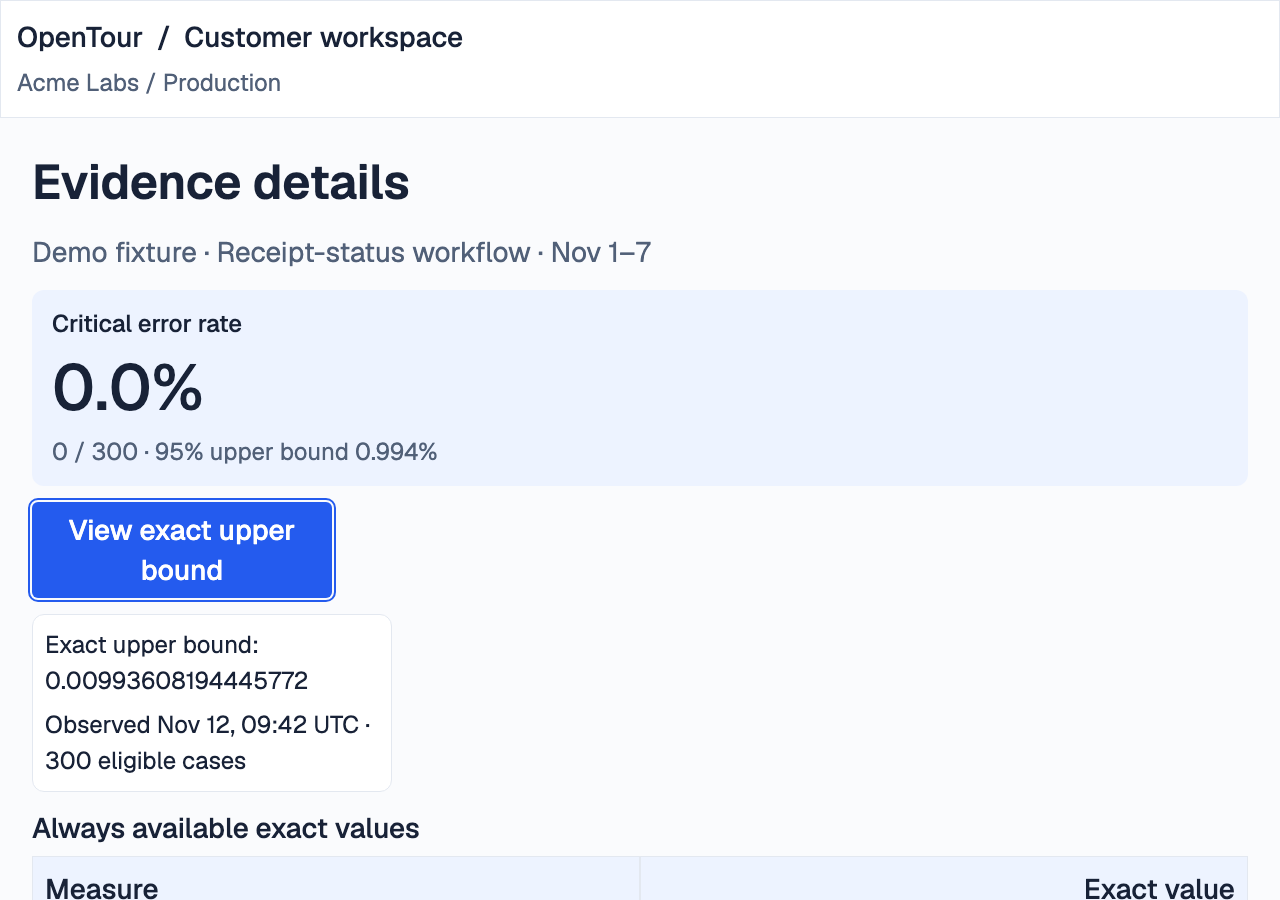 OpenTour / Customer workspace
Acme Labs / Production
Evidence details
Demo fixture · Receipt-status workflow · Nov 1–7
Critical error rate
0.0%
0 / 300 · 95% upper bound 0.994%
View exact upper
bound
Exact upper bound:
0.00993608194445772
Observed Nov 12, 09:42 UTC ·
300 eligible cases
Always available exact values
Measure Exact value